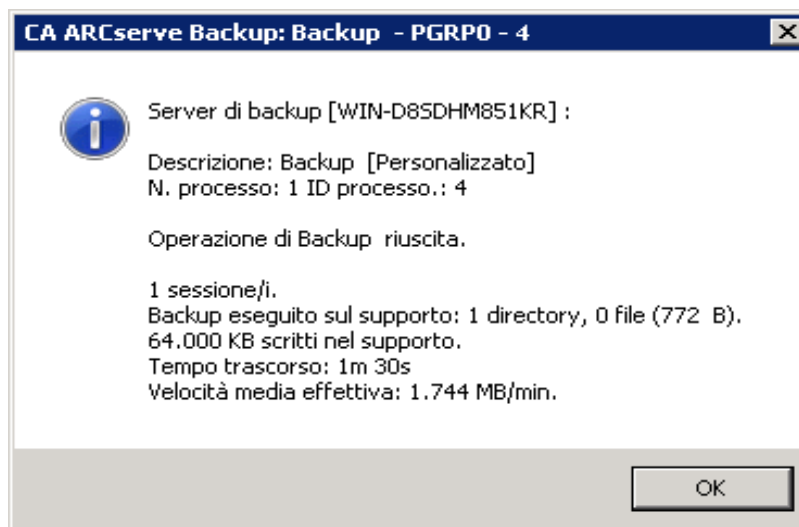 CA ARCserve Backup: Backup - PGRP0 - 4
Server di backup [WIN-D8SDHM851KR] :
Descrizione: Backup [Personalizzato]
N. processo: 1 ID processo.: 4
Operazione di Backup riuscita.
1 sessione/i.
Backup eseguito sul supporto: 1 directory, 0 file (772 B).
64.000 KB scritti nel supporto.
Tempo trascorso: 1m 30s
Velocità media effettiva: 1.744 MB/min.
OK